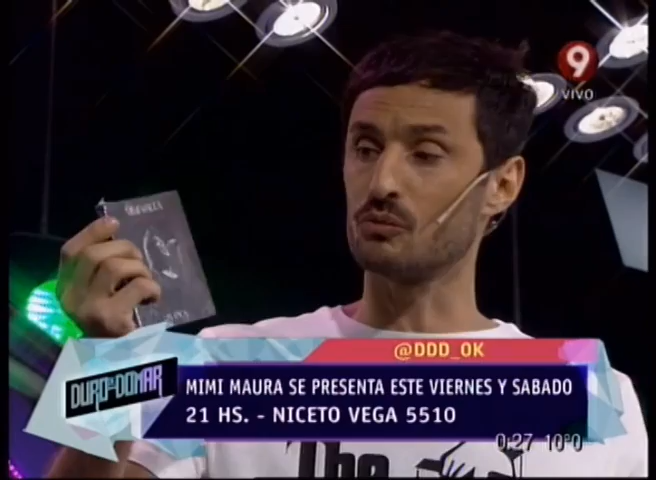 9
VIVO
@DDD_OK
DURO DE DOMAR
MIMI MAURA SE PRESENTA ESTE VIERNES Y SABADO
21 HS. - NICETO VEGA 5510
0:27 10°0
The